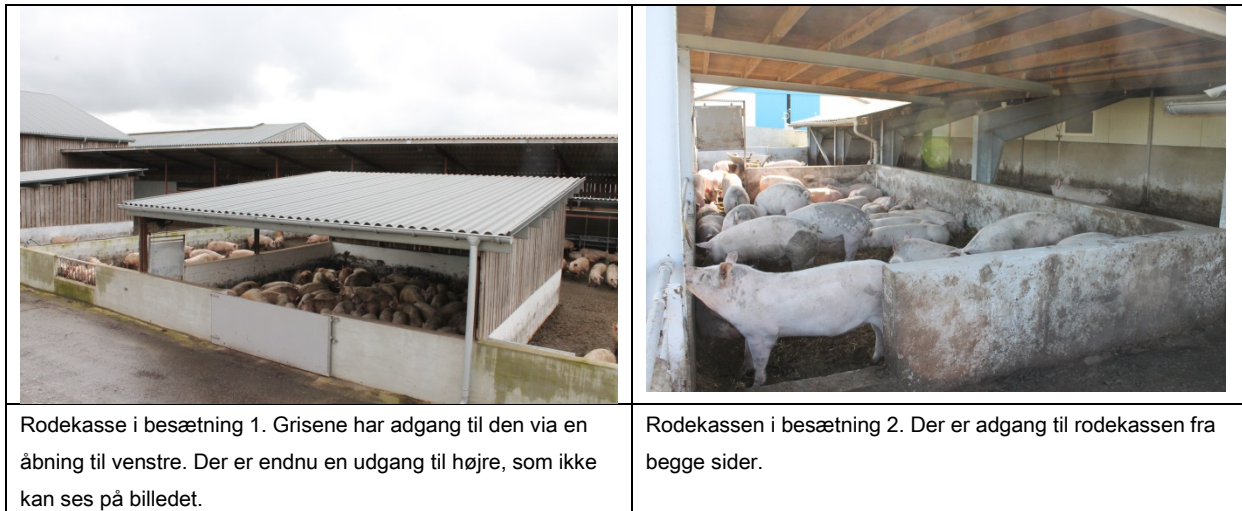 Rodekasse i besætning 1. Grisene har adgang til den via en
åbning til venstre. Der er endnu en udgang til højre, som ikke
kan ses på billedet.
Rodekassen i besætning 2. Der er adgang til rodekassen fra
begge sider.